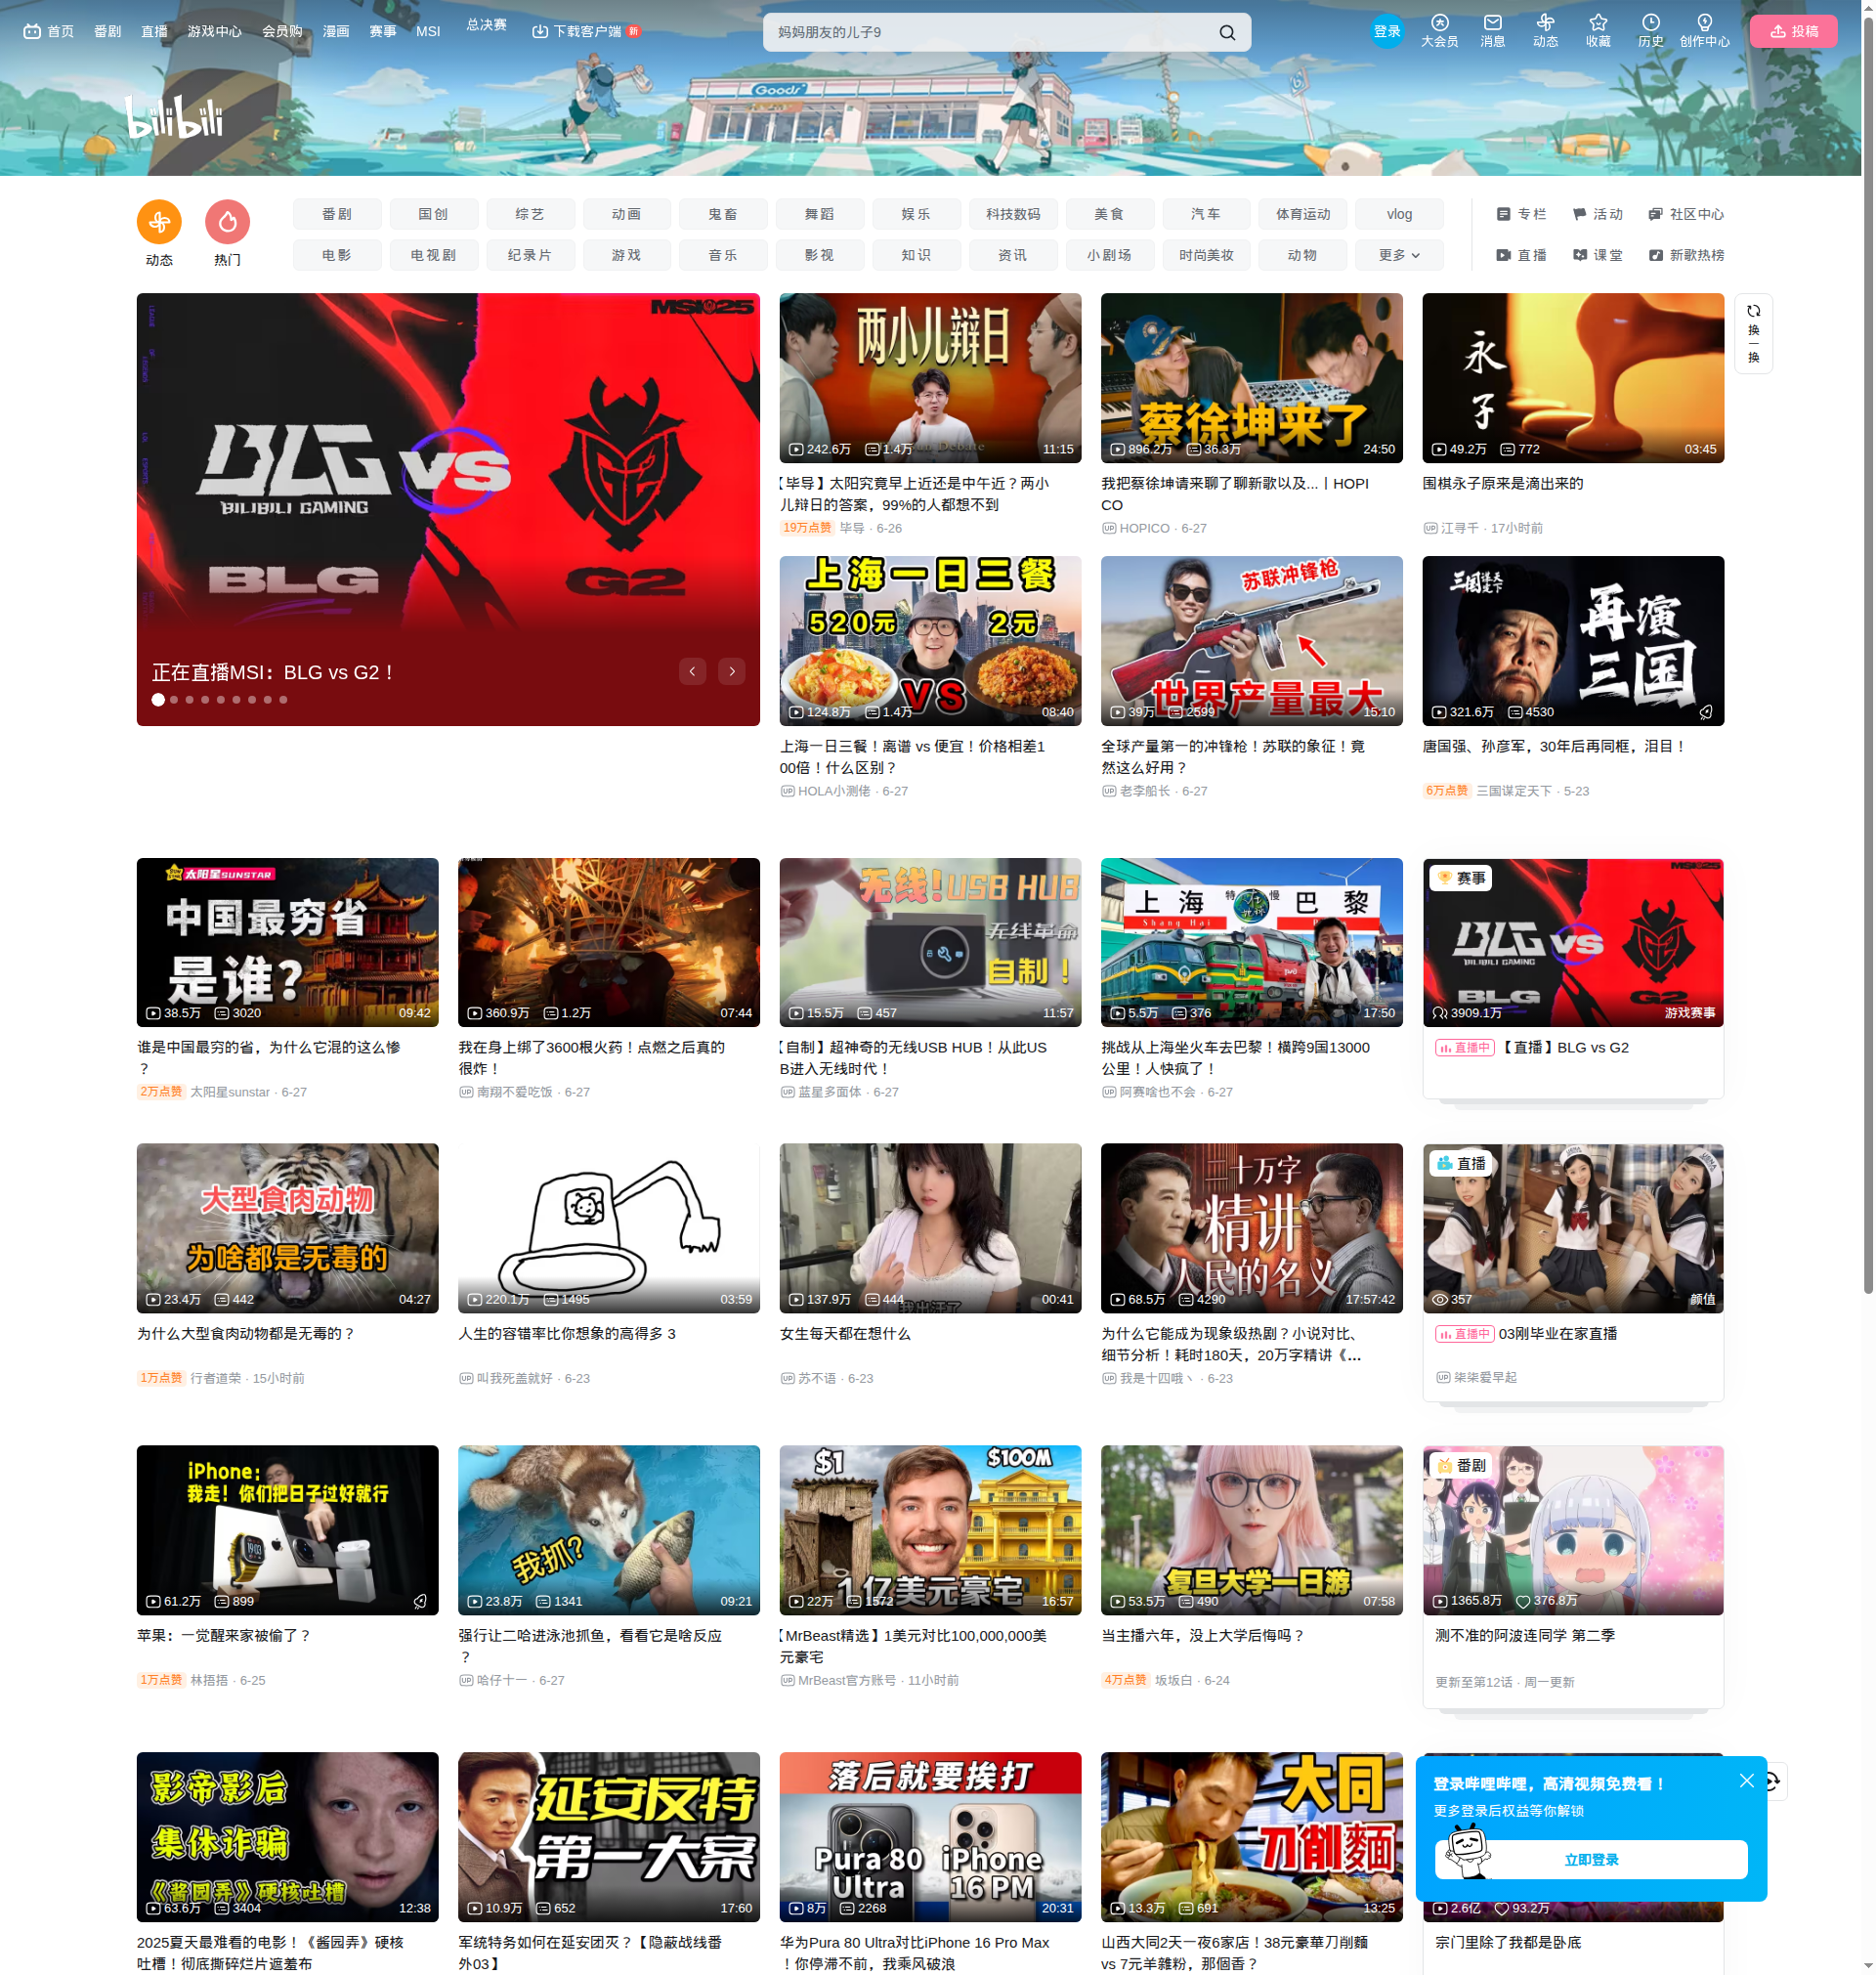 首页 番剧 直播 游戏中心 会员购 漫画 赛事 MSI 总决赛 下载客户端 新
妈妈朋友的儿子9
登录 大会员 消息 动态 收藏 历史 创作中心 投稿
Goods
bilibili
动态 热门
番剧 国创 综艺 动画 鬼畜 舞蹈 娱乐 科技数码 美食 汽车 体育运动 vlog
专栏 活动 社区中心
电影 电视剧 纪录片 游戏 音乐 影视 知识 资讯 小剧场 时尚美妆 动物 更多
直播 课堂 新歌热榜
MSI 25
BLG VS
BILIBILI GAMING
BLG G2
正在直播MSI：BLG vs G2！
两小儿辩日
242.6万 1.4万 11:15
【毕导】太阳究竟早上近还是中午近？两小
儿辩日的答案，99%的人都想不到
19万点赞 毕导 · 6-26
蔡徐坤来了
896.2万 36.3万 24:50
我把蔡徐坤请来聊了聊新歌以及...丨HOPI
CO
HOPICO · 6-27
永子
49.2万 772 03:45
围棋永子原来是滴出来的
江寻千 · 17小时前
换一换
上海一日三餐
520元 2元
VS
124.8万 1.4万 08:40
上海一日三餐！离谱 vs 便宜！价格相差1
00倍！什么区别？
HOLA小测佬 · 6-27
苏联冲锋枪
世界产量最大
39万 2599 15:10
全球产量第一的冲锋枪！苏联的象征！竟
然这么好用？
老李船长 · 6-27
三国谋定天下
再演三国
321.6万 4530
唐国强、孙彦军，30年后再同框，泪目！
6万点赞 三国谋定天下 · 5-23
太阳星SUNSTAR
中国最穷省
是谁？
38.5万 3020 09:42
谁是中国最穷的省，为什么它混的这么惨
？
2万点赞 太阳星sunstar · 6-27
360.9万 1.2万 07:44
我在身上绑了3600根火药！点燃之后真的
很炸！
南翔不爱吃饭 · 6-27
无线！USB HUB
无线革命
自制！
15.5万 457 11:57
【自制】超神奇的无线USB HUB！从此US
B进入无线时代！
蓝星多面体 · 6-27
上海 特慢 巴黎
Shang Hai
5.5万 376 17:50
挑战从上海坐火车去巴黎！横跨9国13000
公里！人快疯了！
阿赛啥也不会 · 6-27
赛事
MSI 25
BLG VS
BILIBILI GAMING
BLG G2
3909.1万 游戏赛事
直播中 【直播】BLG vs G2
大型食肉动物
为啥都是无毒的
23.4万 442 04:27
为什么大型食肉动物都是无毒的？
1万点赞 行者道荣 · 15小时前
220.1万 1495 03:59
人生的容错率比你想象的高得多 3
叫我死盖就好 · 6-23
我出汗了
137.9万 444 00:41
女生每天都在想什么
苏不语 · 6-23
二十万字
精讲
人民的名义
68.5万 4290 17:57:42
为什么它能成为现象级热剧？小说对比、
细节分析！耗时180天，20万字精讲《...
我是十四哦丶 · 6-23
直播
357 颜值
直播中 03刚毕业在家直播
柒柒爱早起
iPhone：
我走！你们把日子过好就行
61.2万 899
苹果：一觉醒来家被偷了？
1万点赞 林捂捂 · 6-25
我抓？
23.8万 1341 09:21
强行让二哈进泳池抓鱼，看看它是啥反应
？
哈仔十一 · 6-27
$1 $100M
1亿美元豪宅
22万 1572 16:57
【MrBeast精选】1美元对比100,000,000美
元豪宅
MrBeast官方账号 · 11小时前
复旦大学一日游
53.5万 490 07:58
当主播六年，没上大学后悔吗？
4万点赞 坂坂白 · 6-24
番剧
1365.8万 376.8万
测不准的阿波连同学 第二季
更新至第12话 · 周一更新
影帝影后
集体诈骗
《酱园弄》硬核吐槽
63.6万 3404 12:38
2025夏天最难看的电影！《酱园弄》硬核
吐槽！彻底撕碎烂片遮羞布
延安反特
第一大案
10.9万 652 17:60
军统特务如何在延安团灭？【隐蔽战线番
外03】
落后就要挨打
Pura 80 Ultra iPhone 16 PM
8万 2268 20:31
华为Pura 80 Ultra对比iPhone 16 Pro Max
！你停滞不前，我乘风破浪
大同
刀削麵
13.3万 691 13:25
山西大同2天一夜6家店！38元豪華刀削麵
vs 7元羊雜粉，那個香？
登录哔哩哔哩，高清视频免费看！
更多登录后权益等你解锁
立即登录
2.6亿 93.2万
宗门里除了我都是卧底